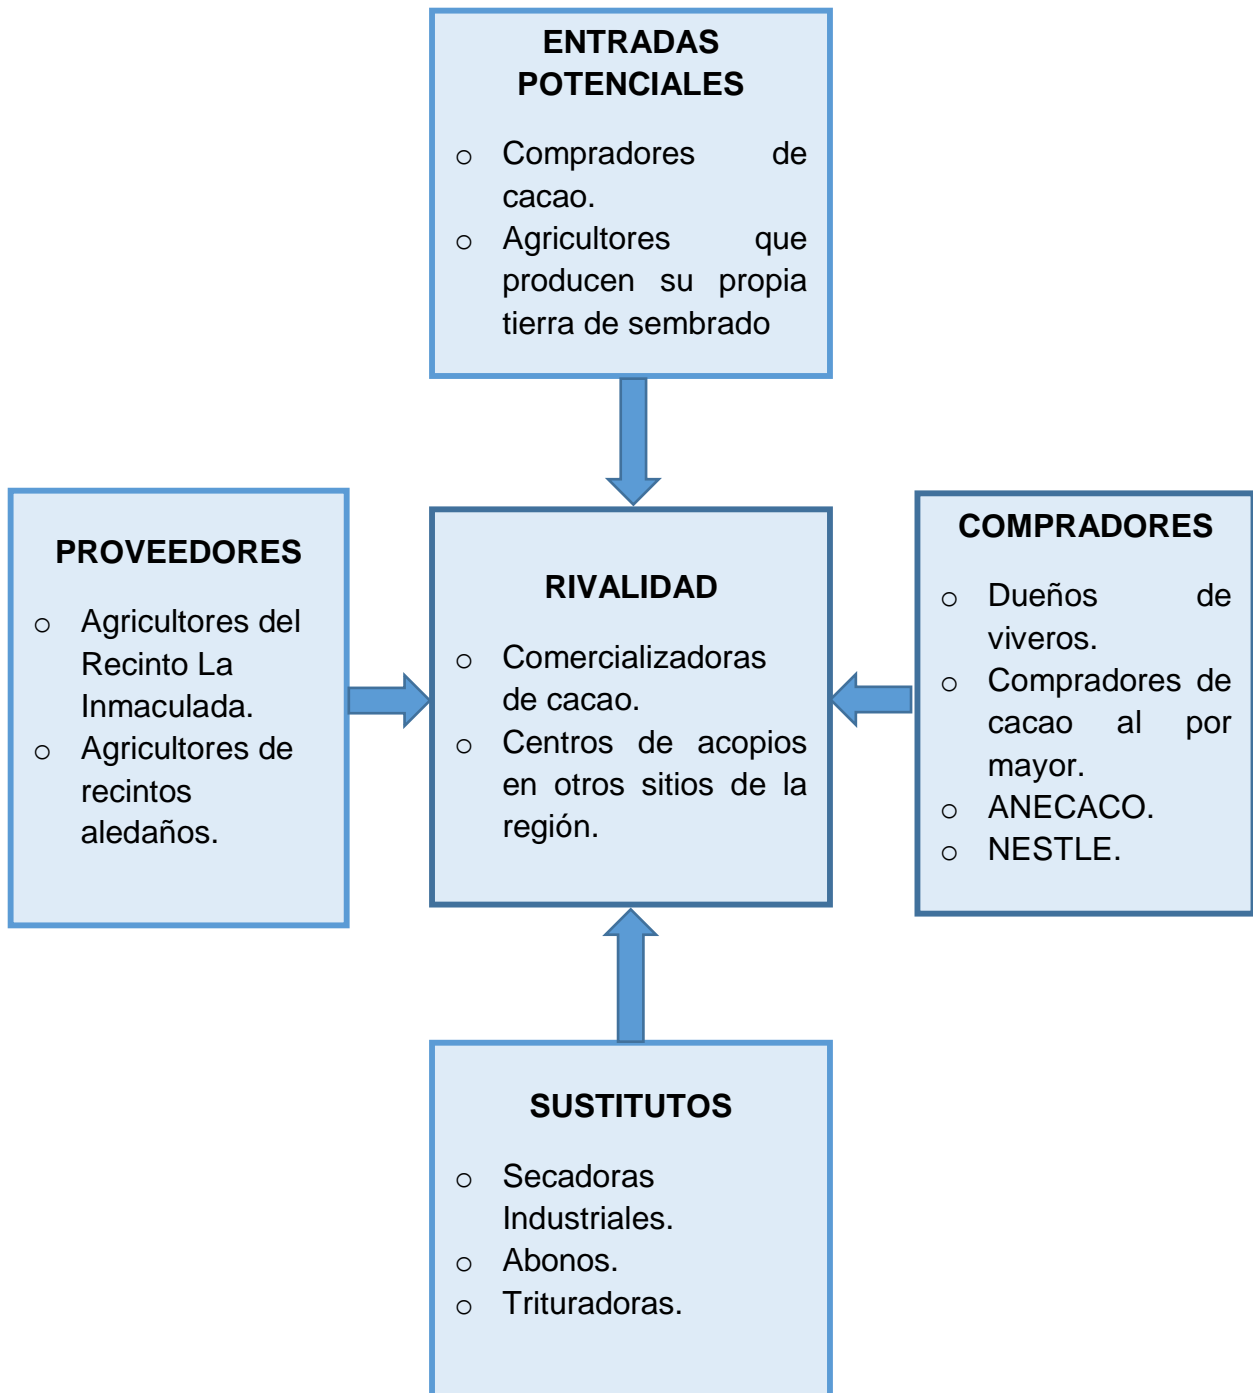 ENTRADAS
POTENCIALES
o Compradores de
cacao.
o Agricultores que
producen su propia
tierra de sembrado
PROVEEDORES
o Agricultores del
Recinto La
Inmaculada.
o Agricultores de
recintos
aledaños.
RIVALIDAD
o Comercializadoras
de cacao.
o Centros de acopios
en otros sitios de la
región.
COMPRADORES
o Dueños de
viveros.
o Compradores de
cacao al por
mayor.
o ANECACO.
o NESTLE.
SUSTITUTOS
o Secadoras
Industriales.
o Abonos.
o Trituradoras.